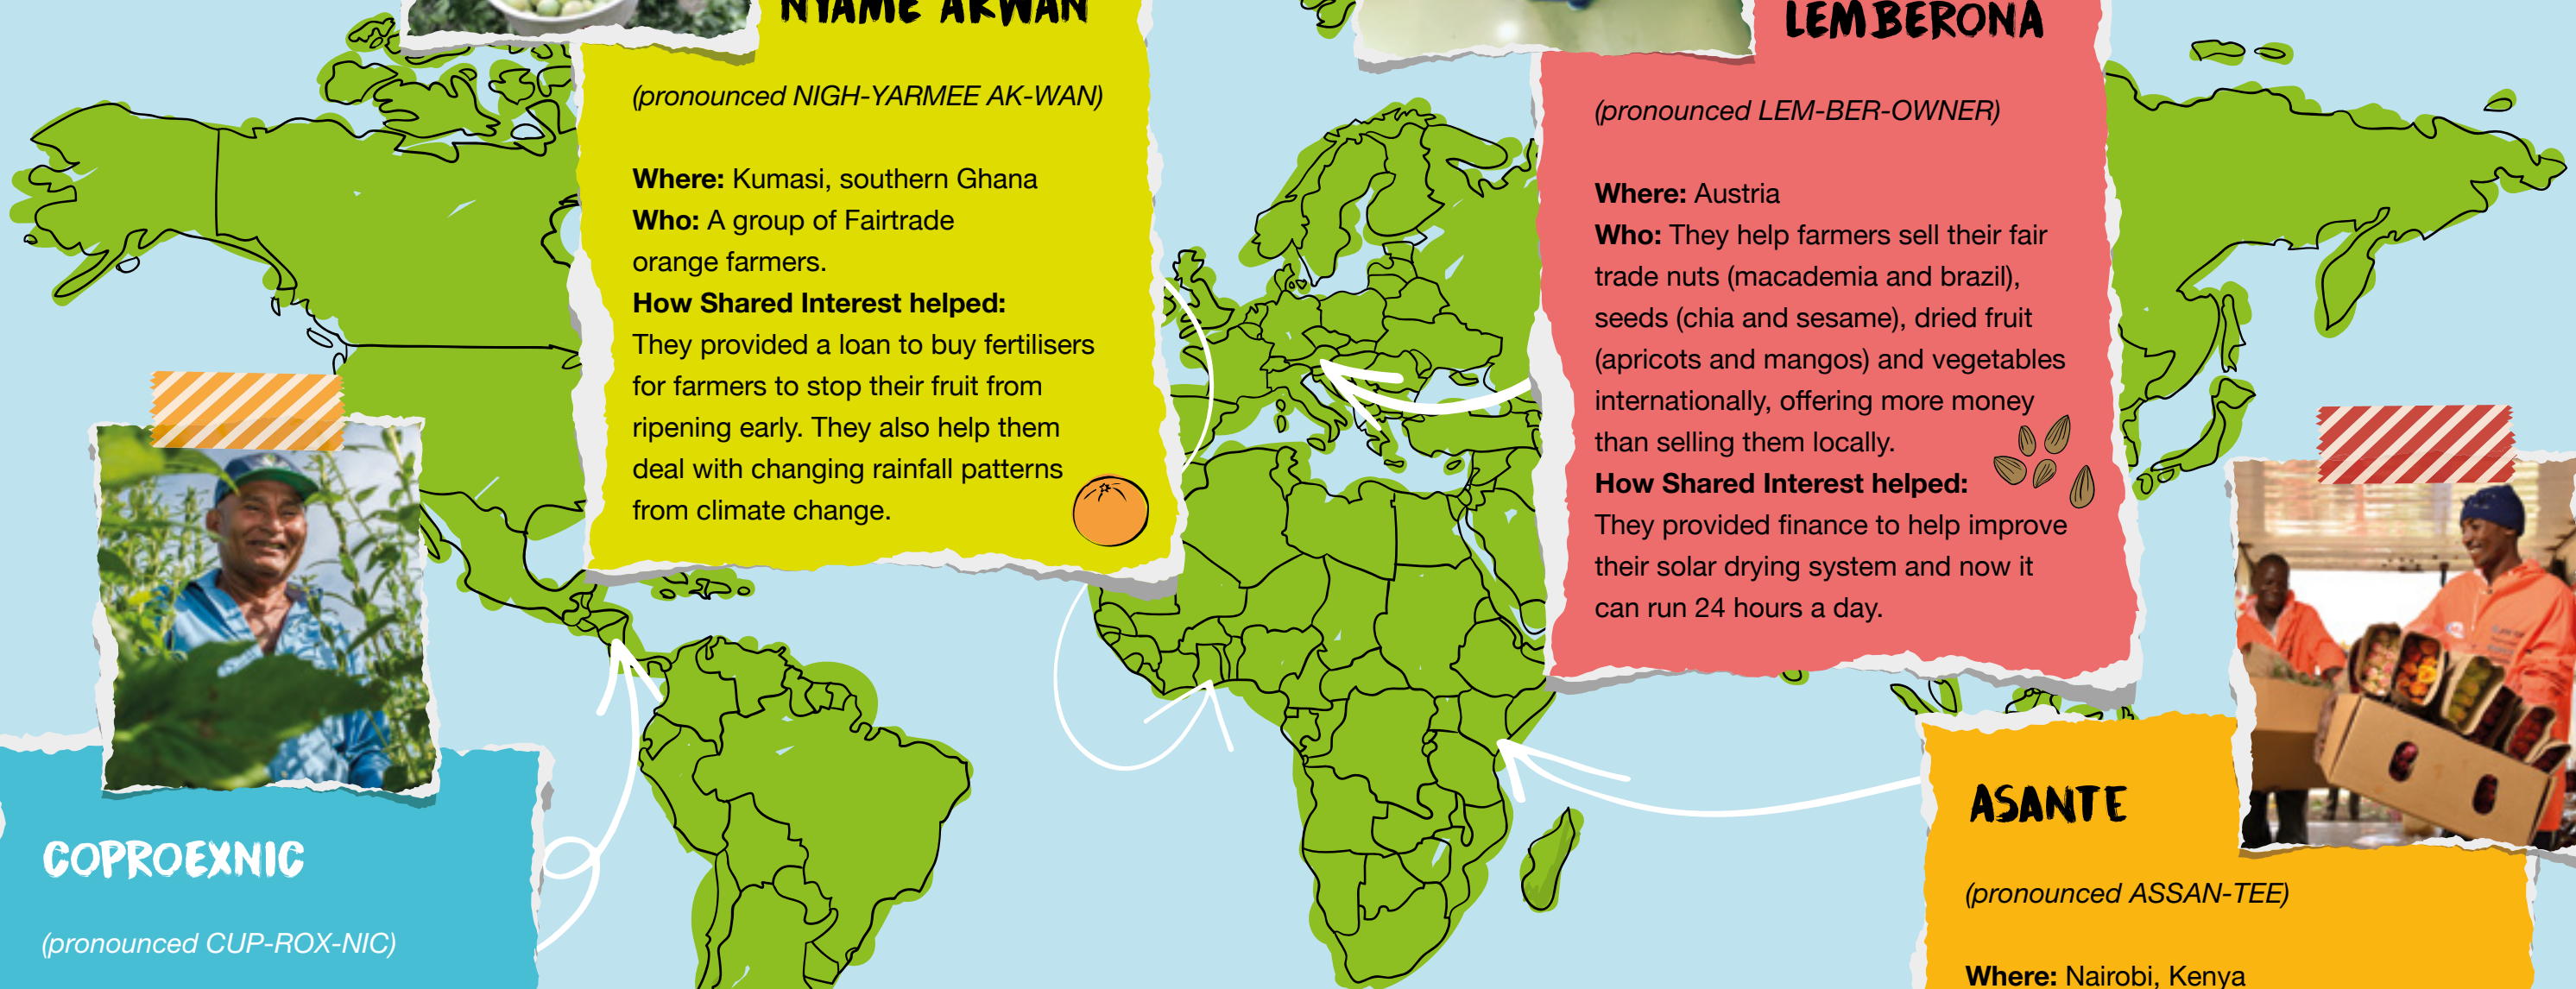 NYAME AKWAN
(pronounced NIGH-YARMEE AK-WAN)
Where: Kumasi, southern Ghana
Who: A group of Fairtrade
orange farmers.
How Shared Interest helped:
They provided a loan to buy fertilisers
for farmers to stop their fruit from
ripening early. They also help them
deal with changing rainfall patterns
from climate change.
LEMBERONA
(pronounced LEM-BER-OWNER)
Where: Austria
Who: They help farmers sell their fair
trade nuts (macademia and brazil),
seeds (chia and sesame), dried fruit
(apricots and mangos) and vegetables
internationally, offering more money
than selling them locally.
How Shared Interest helped:
They provided finance to help improve
their solar drying system and now it
can run 24 hours a day.
COPROEXNIC
(pronounced CUP-ROX-NIC)
ASANTE
(pronounced ASSAN-TEE)
Where: Nairobi, Kenya